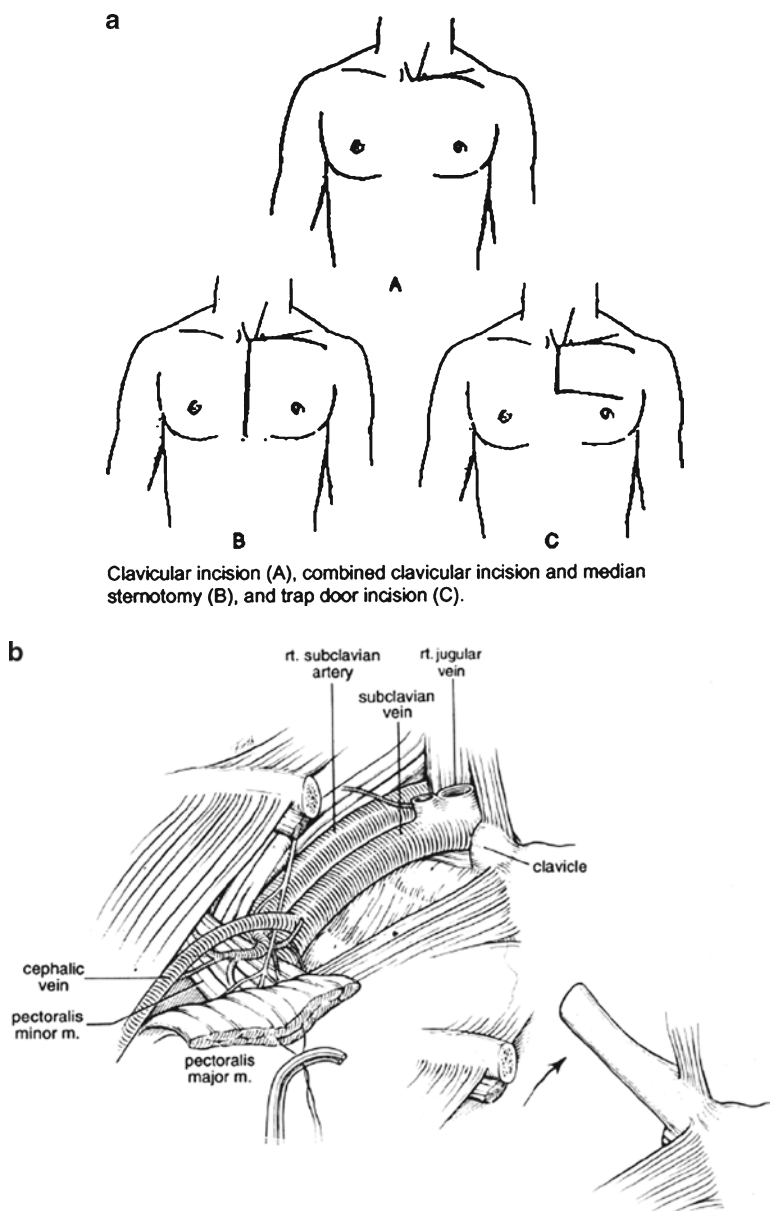 a
A
B
C
Clavicular incision (A), combined clavicular incision and median
sternotomy (B), and trap door incision (C).
b
rt. subclavian
artery
rt. jugular
vein
subclavian
vein
clavicle
cephalic
vein
pectoralis
minor m.
pectoralis
major m.